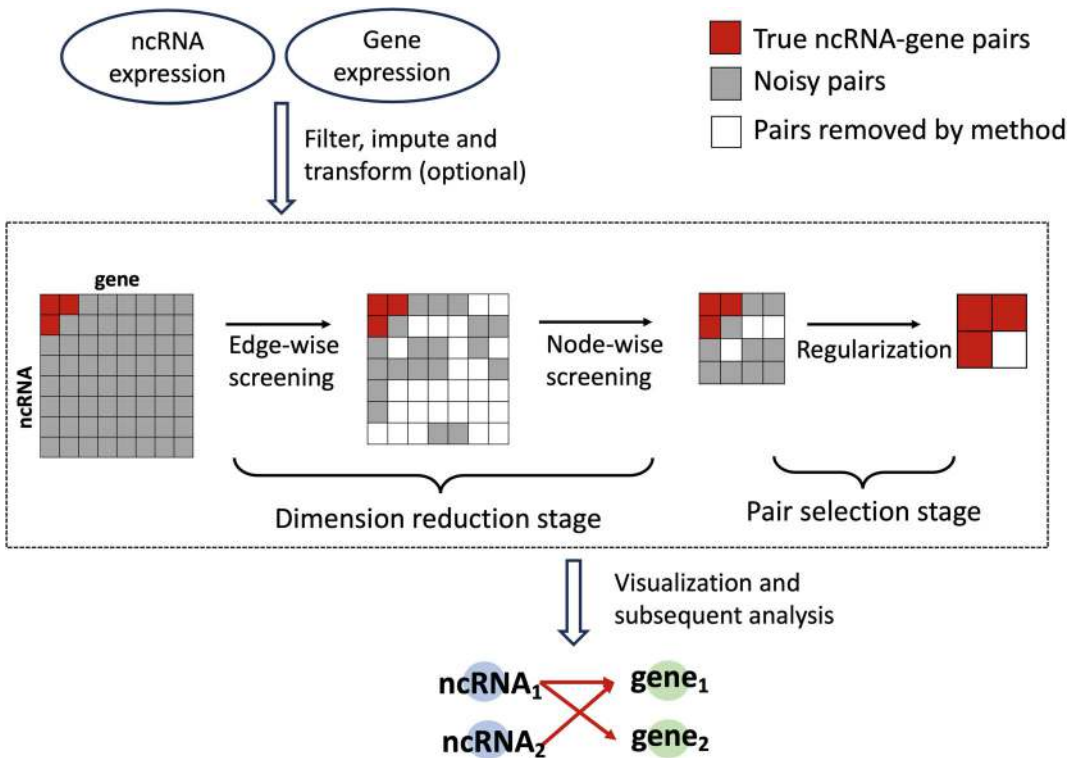 ncRNA
expression
Gene
expression
True ncRNA-gene pairs
Noisy pairs
Pairs removed by method
Filter, impute and
transform (optional)
gene
ncRNA
Edge-wise
screening
Node-wise
screening
Regularization
Dimension reduction stage
Pair selection stage
Visualization and
subsequent analysis
ncRNA₁
gene₁
ncRNA₂
gene₂